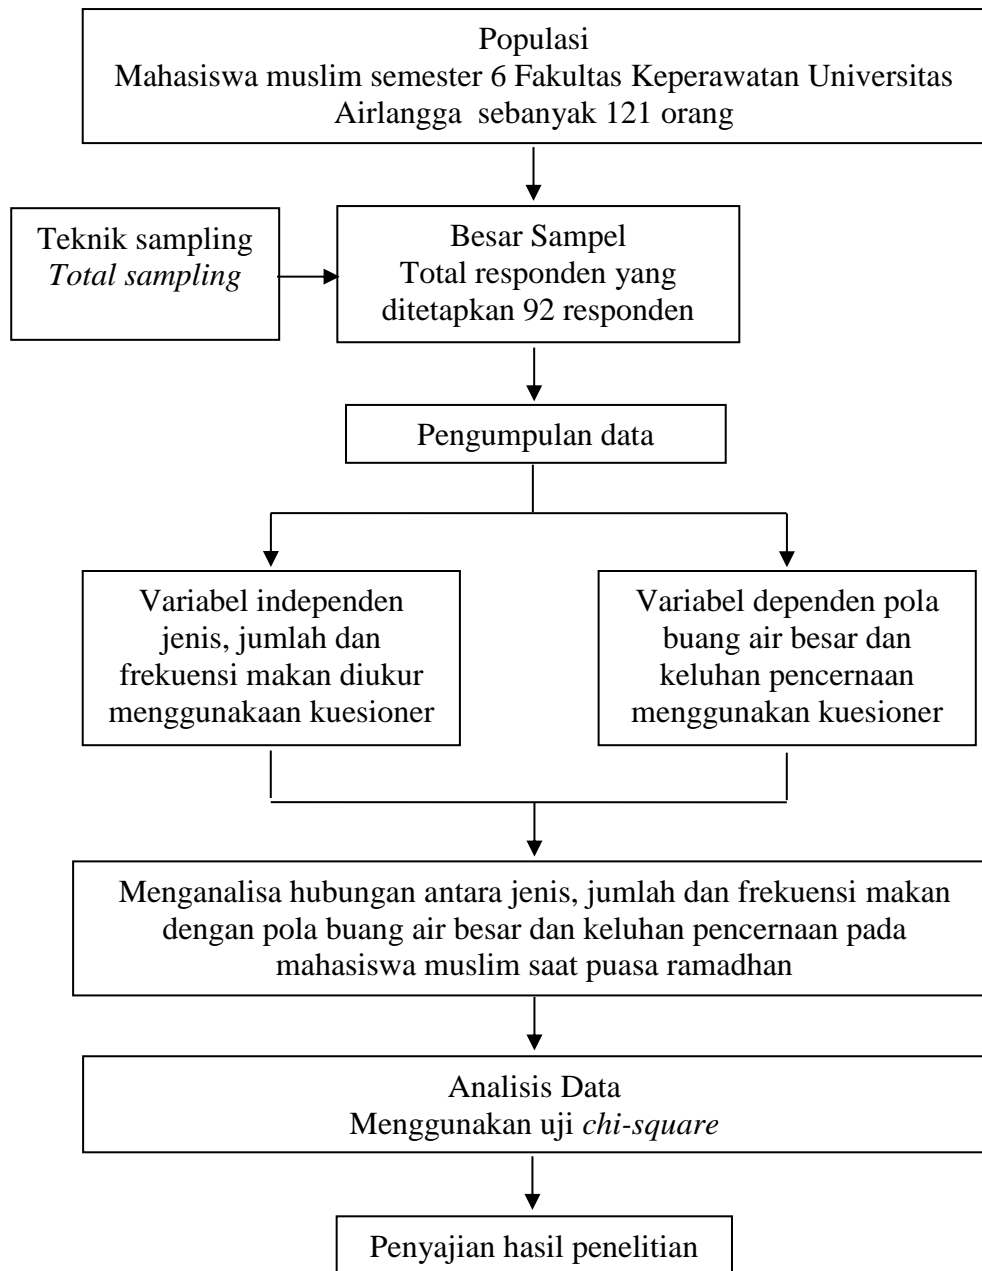 Populasi
Mahasiswa muslim semester 6 Fakultas Keperawatan Universitas
Airlangga  sebanyak 121 orang
Teknik sampling
Total sampling
Besar Sampel
Total responden yang
ditetapkan 92 responden
Pengumpulan data
Variabel independen
jenis, jumlah dan
frekuensi makan diukur
menggunakaan kuesioner
Variabel dependen pola
buang air besar dan
keluhan pencernaan
menggunakan kuesioner
Menganalisa hubungan antara jenis, jumlah dan frekuensi makan
dengan pola buang air besar dan keluhan pencernaan pada
mahasiswa muslim saat puasa ramadhan
Analisis Data
Menggunakan uji chi-square
Penyajian hasil penelitian